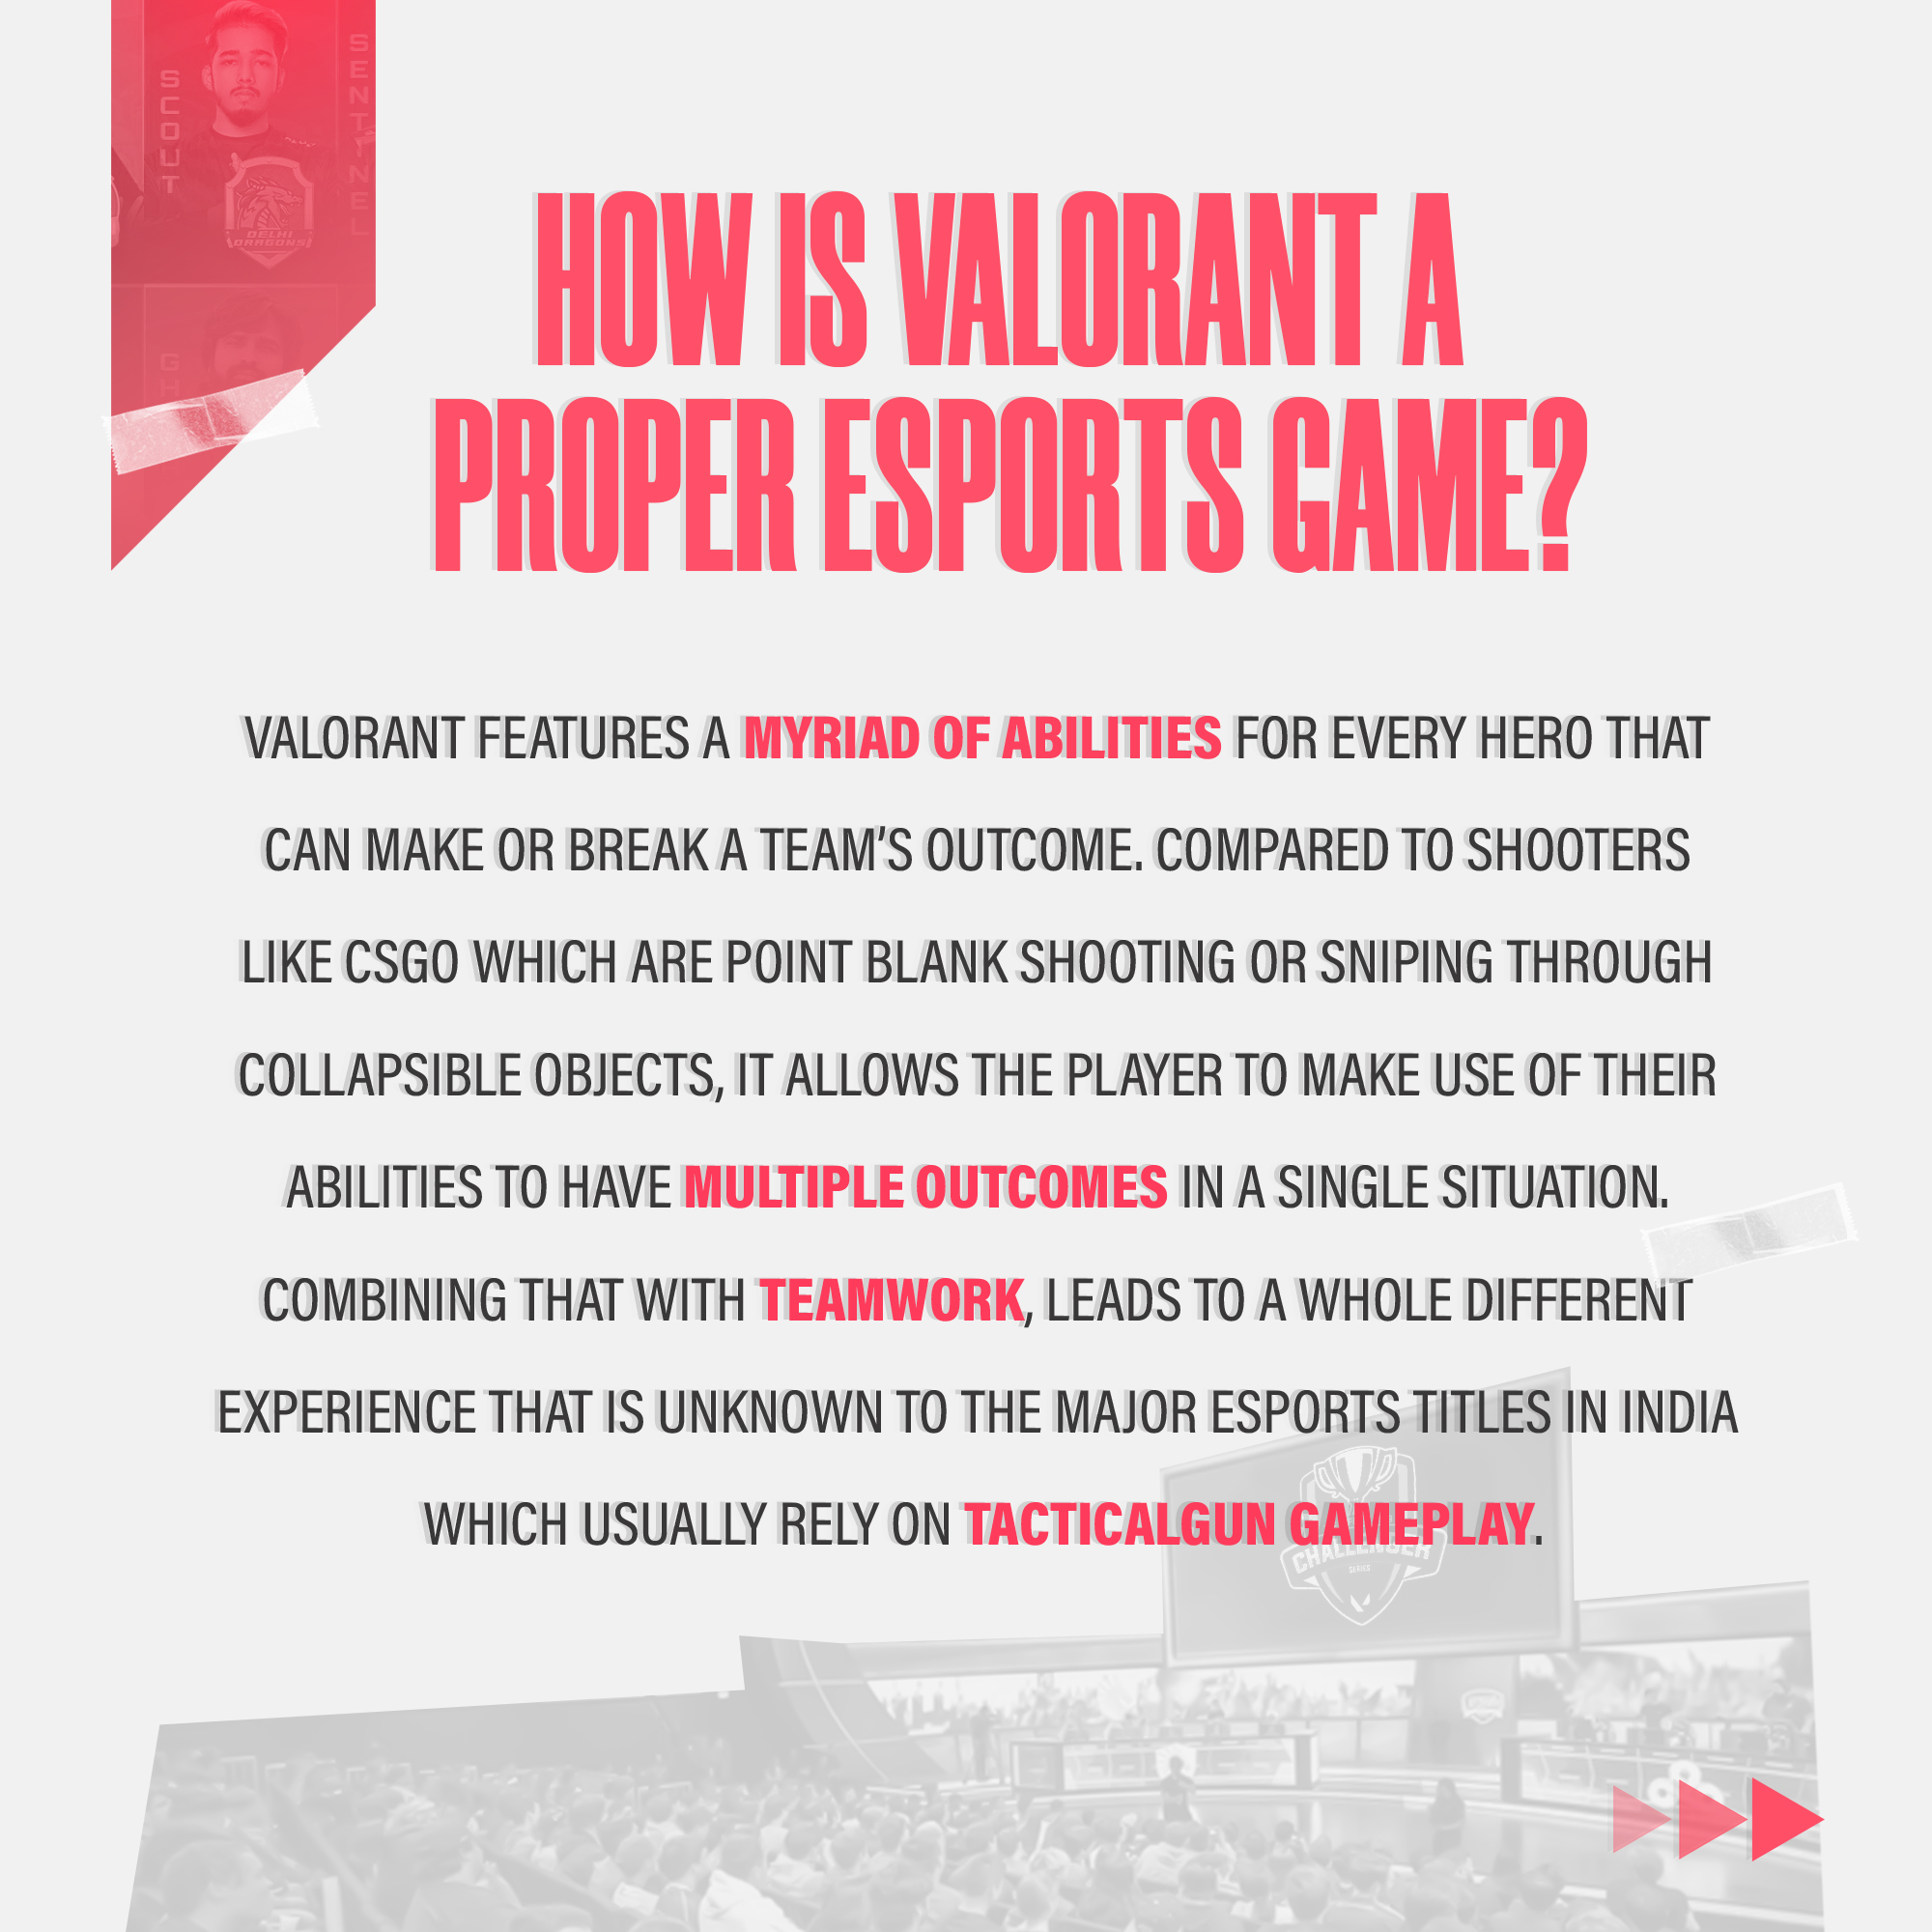 SCOUT
SENTINEL
DELHI
DRAGONS
HOW IS VALORANT A
PROPER ESPORTS GAME?
VALORANT FEATURES A MYRIAD OF ABILITIES FOR EVERY HERO THAT
CAN MAKE OR BREAK A TEAM’S OUTCOME. COMPARED TO SHOOTERS
LIKE CSGO WHICH ARE POINT BLANK SHOOTING OR SNIPING THROUGH
COLLAPSIBLE OBJECTS, IT ALLOWS THE PLAYER TO MAKE USE OF THEIR
ABILITIES TO HAVE MULTIPLE OUTCOMES IN A SINGLE SITUATION.
COMBINING THAT WITH TEAMWORK, LEADS TO A WHOLE DIFFERENT
EXPERIENCE THAT IS UNKNOWN TO THE MAJOR ESPORTS TITLES IN INDIA
WHICH USUALLY RELY ON TACTICALGUN GAMEPLAY.
CHALLENGER
SERIES